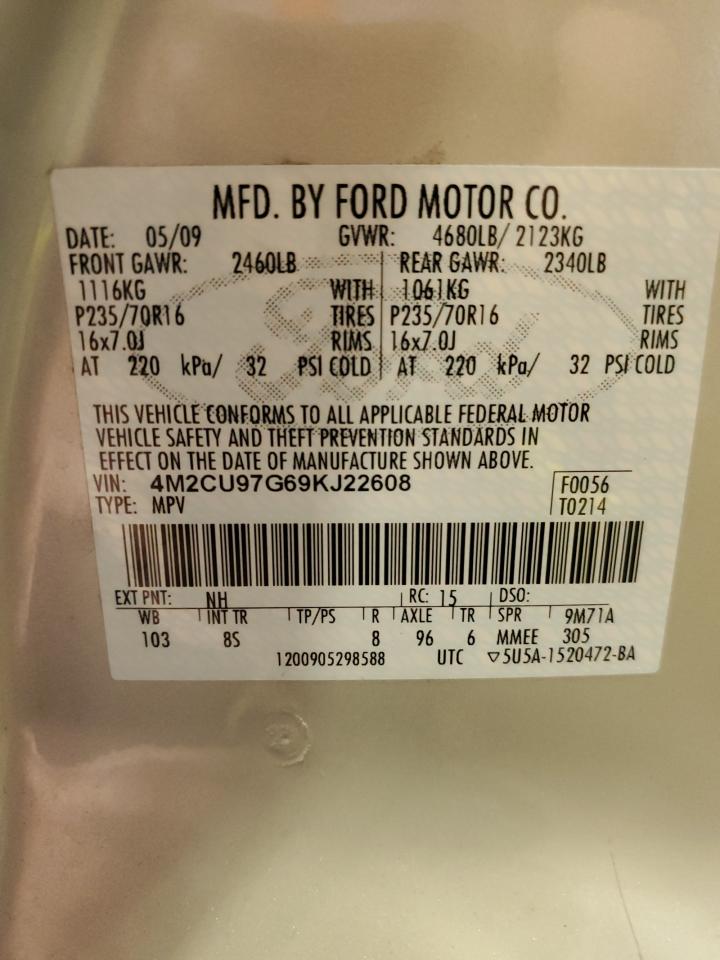 MFD. BY FORD MOTOR CO.
DATE: 05/09 GVWR: 4680LB/ 2123KG
FRONT GAWR: 2460LB REAR GAWR: 2340LB
1116KG WITH 1061KG WITH
P235/70R16 TIRES P235/70R16 TIRES
16x7.0J RIMS 16x7.0J RIMS
AT 220 kPa/ 32 PSI COLD AT 220 kPa/ 32 PSI COLD
THIS VEHICLE CONFORMS TO ALL APPLICABLE FEDERAL MOTOR
VEHICLE SAFETY AND THEFT PREVENTION STANDARDS IN
EFFECT ON THE DATE OF MANUFACTURE SHOWN ABOVE.
VIN: 4M2CU97G69KJ22608 F0056
TYPE: MPV T0214
EXT PNT: NH RC: 15 DSO:
WB INT TR TP/PS R AXLE TR SPR 9M71A
103 8S 8 96 6 MMEE 305
1200905298588 UTC ▽5U5A-1520472-BA